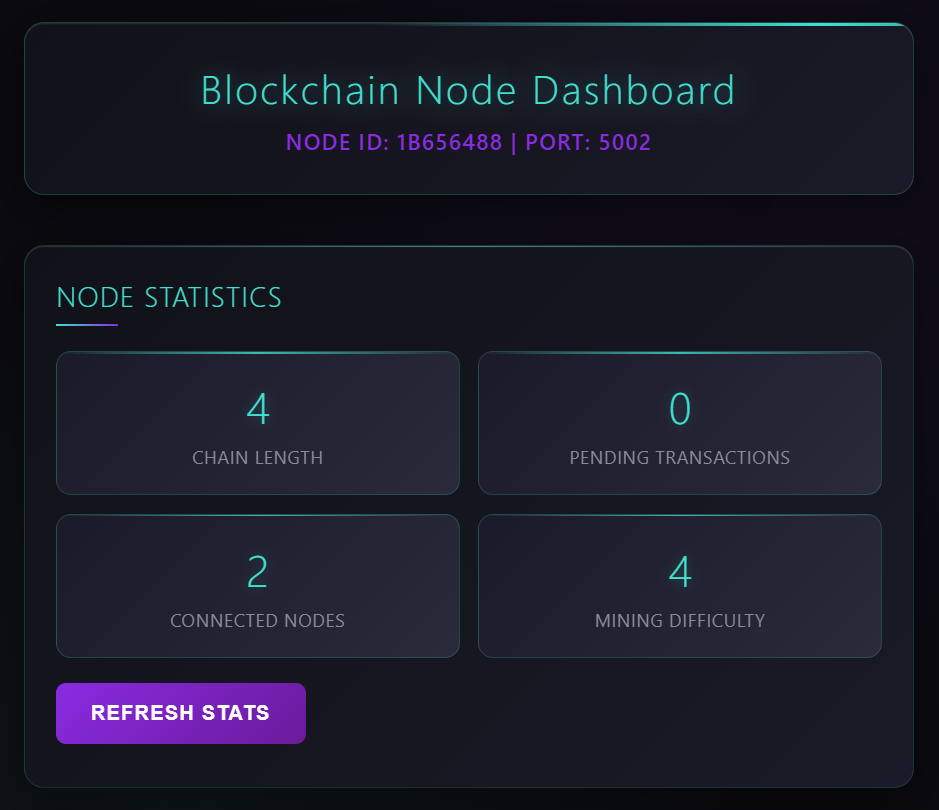 Blockchain Node Dashboard
NODE ID: 1B656488 | PORT: 5002
NODE STATISTICS
4
CHAIN LENGTH
0
PENDING TRANSACTIONS
2
CONNECTED NODES
4
MINING DIFFICULTY
REFRESH STATS